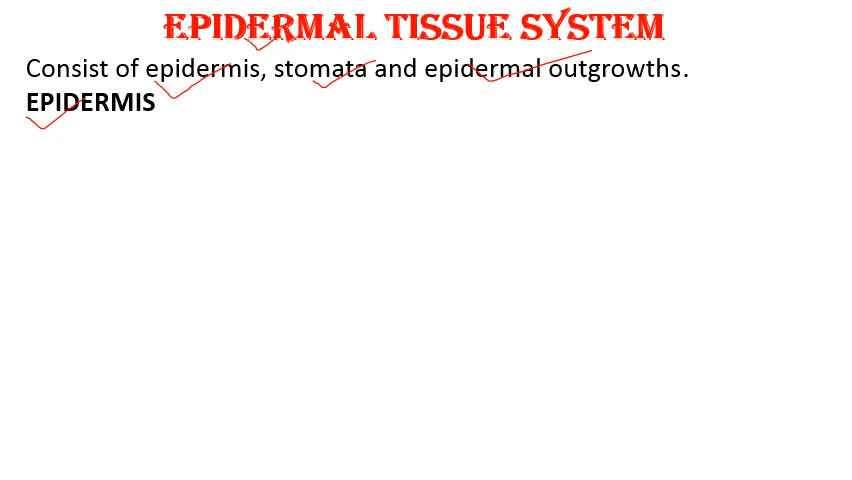 EPIDERMAL TISSUE SYSTEM
Consist of epidermis, stomata and epidermal outgrowths.
EPIDERMIS